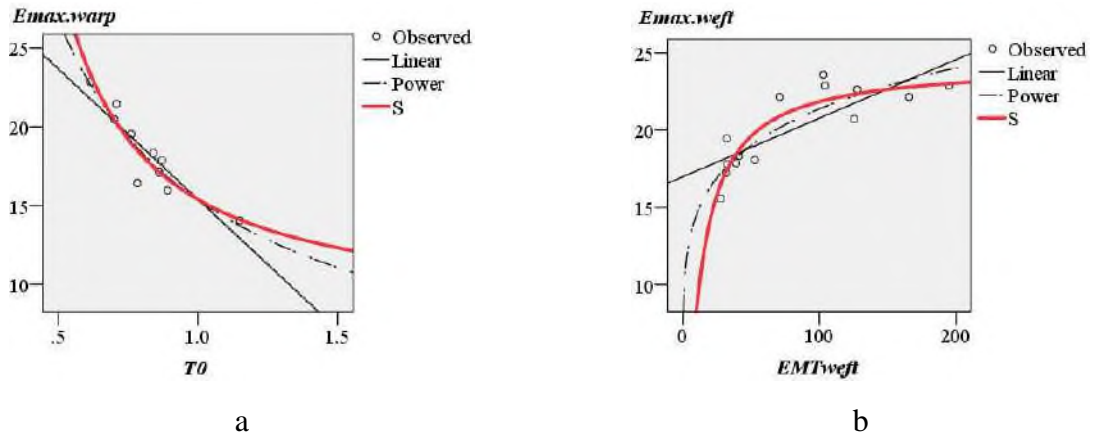 Emax.warp
25
20
15
10
.5
1.0
1.5
T0
Observed
Linear
Power
S
a
Emax.weft
25
20
15
10
0
100
200
EMTweft
Observed
Linear
Power
S
b